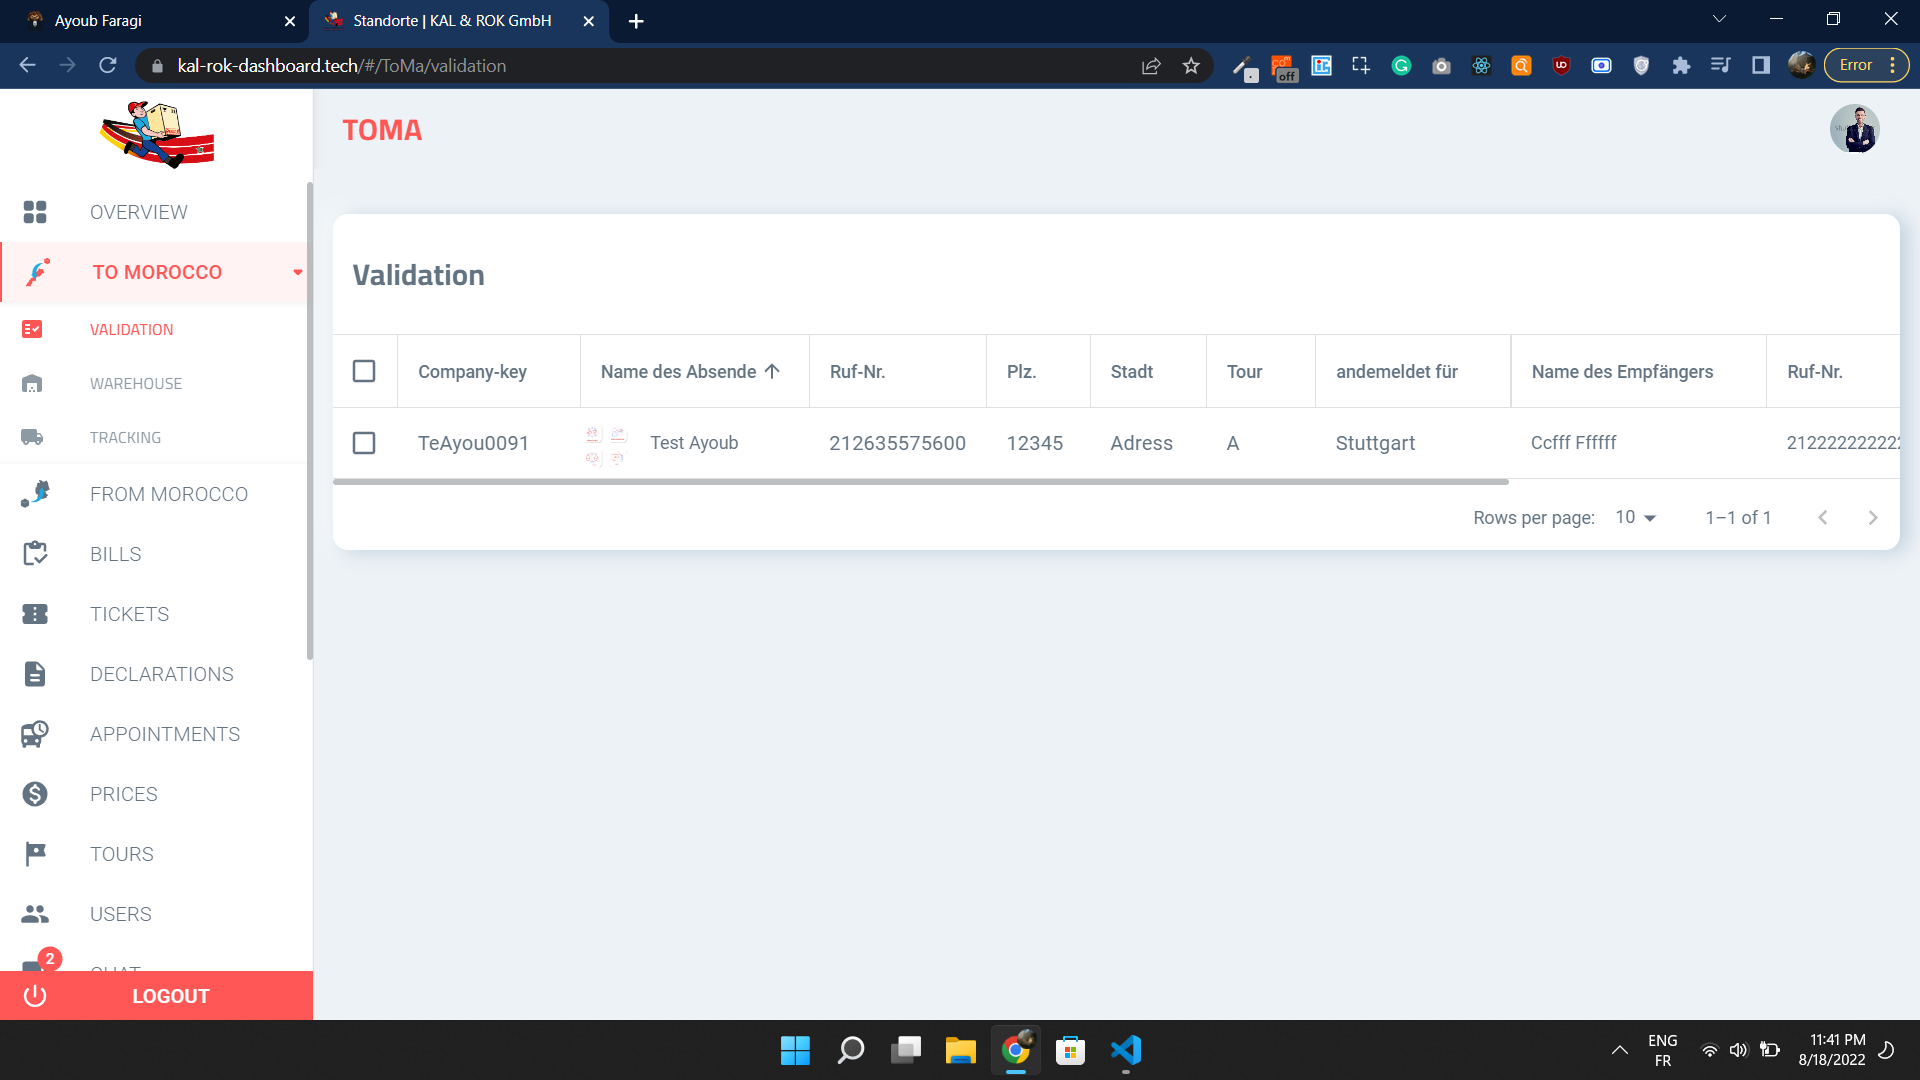 Ayoub Faragi
Standorte | KAL & ROK GmbH
kal-rok-dashboard.tech/#/ToMa/validation
off
Error
TOMA
OVERVIEW
TO MOROCCO
VALIDATION
WAREHOUSE
TRACKING
FROM MOROCCO
BILLS
TICKETS
DECLARATIONS
APPOINTMENTS
PRICES
TOURS
USERS
2
CHAT
LOGOUT
Validation
Company-key Name des Absende Ruf-Nr. Plz. Stadt Tour andemeldet für Name des Empfängers Ruf-Nr.
TeAyou0091 Test Ayoub 212635575600 12345 Adress A Stuttgart Ccfff Ffffff
Rows per page: 10 1–1 of 1
ENG
FR
11:41 PM
8/18/2022